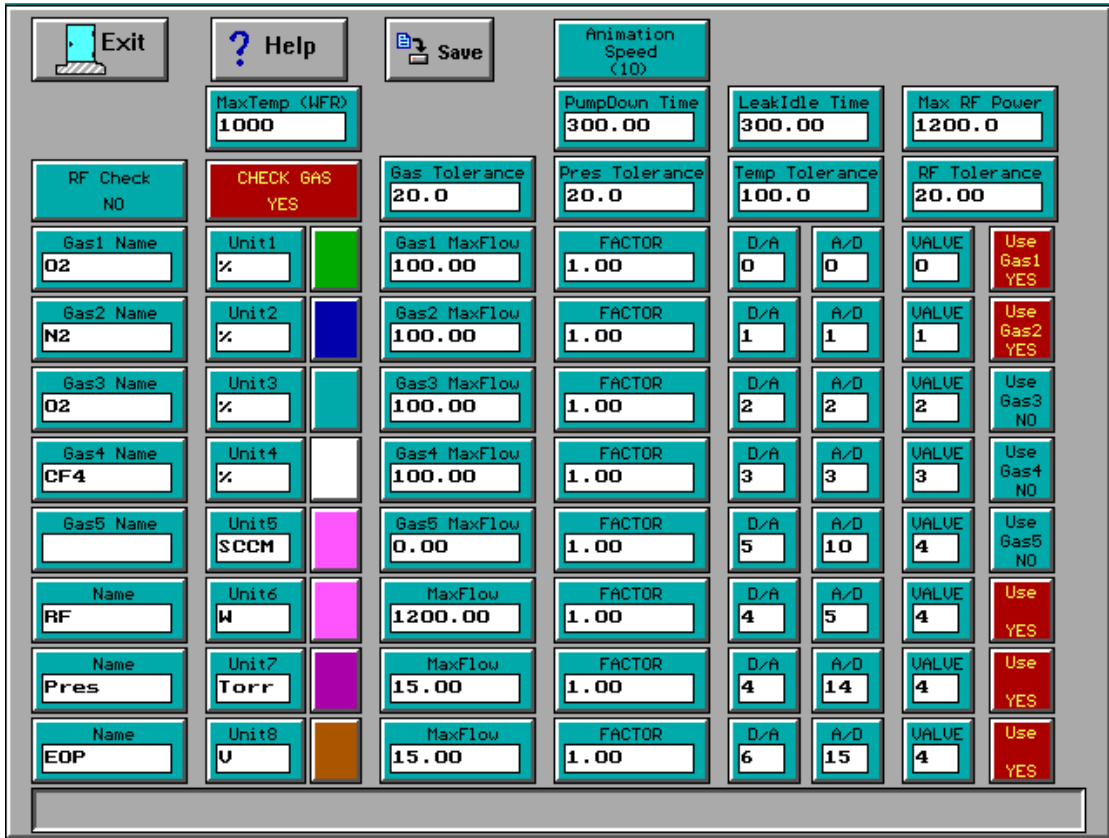 Exit
Help
Save
Animation
Speed
(10)
MaxTemp (WFR)
1000
PumpDown Time
300.00
LeakIdle Time
300.00
Max RF Power
1200.0
RF Check
NO
CHECK GAS
YES
Gas Tolerance
20.0
Pres Tolerance
20.0
Temp Tolerance
100.0
RF Tolerance
20.00
Gas1 Name
O2
Unit1
%
Gas1 MaxFlow
100.00
FACTOR
1.00
D/A
0
A/D
0
VALVE
0
Use
Gas1
YES
Gas2 Name
N2
Unit2
%
Gas2 MaxFlow
100.00
FACTOR
1.00
D/A
1
A/D
1
VALVE
1
Use
Gas2
YES
Gas3 Name
O2
Unit3
%
Gas3 MaxFlow
100.00
FACTOR
1.00
D/A
2
A/D
2
VALVE
2
Use
Gas3
NO
Gas4 Name
CF4
Unit4
%
Gas4 MaxFlow
100.00
FACTOR
1.00
D/A
3
A/D
3
VALVE
3
Use
Gas4
NO
Gas5 Name
Unit5
SCCM
Gas5 MaxFlow
0.00
FACTOR
1.00
D/A
5
A/D
10
VALVE
4
Use
Gas5
NO
Name
RF
Unit6
W
MaxFlow
1200.00
FACTOR
1.00
D/A
4
A/D
5
VALVE
4
Use
YES
Name
Pres
Unit7
Torr
MaxFlow
15.00
FACTOR
1.00
D/A
4
A/D
14
VALVE
4
Use
YES
Name
EOP
Unit8
V
MaxFlow
15.00
FACTOR
1.00
D/A
6
A/D
15
VALVE
4
Use
YES